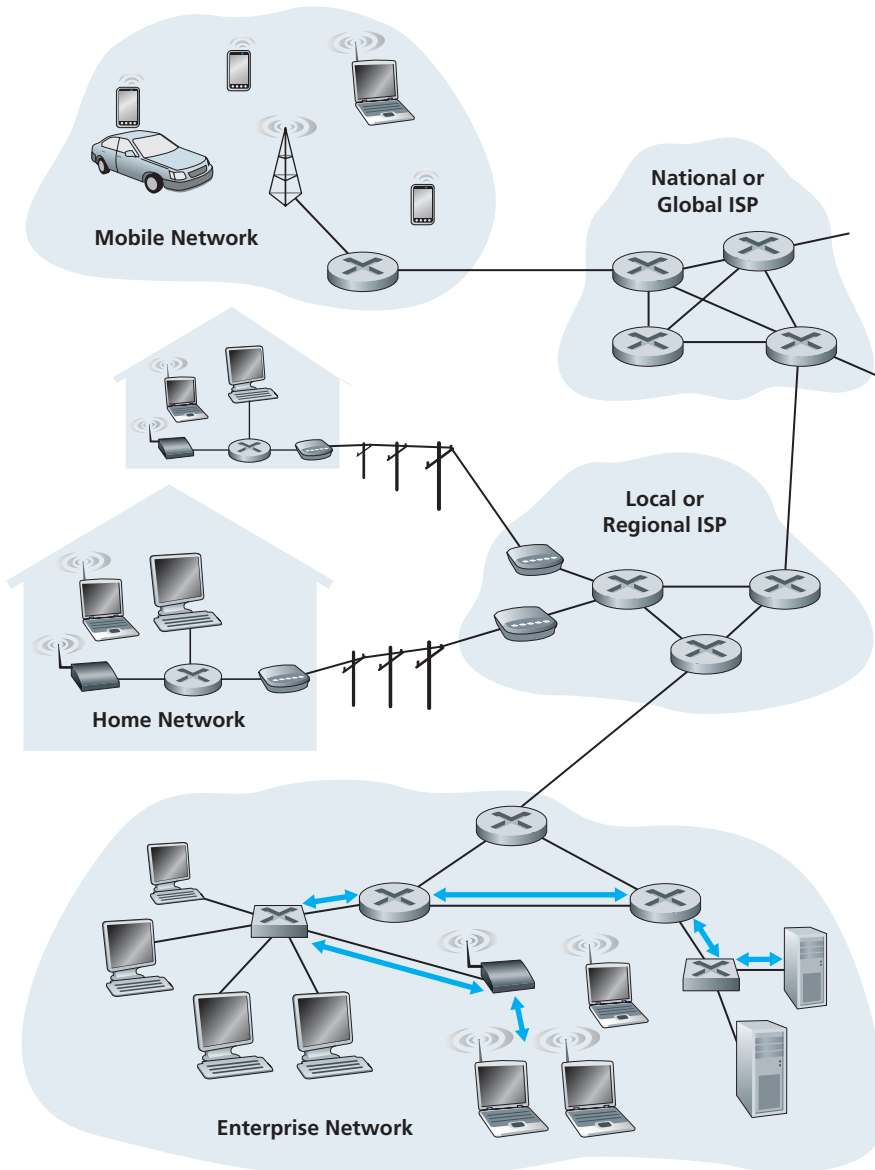 National or
Global ISP
Mobile Network
Local or
Regional ISP
Home Network
Enterprise Network